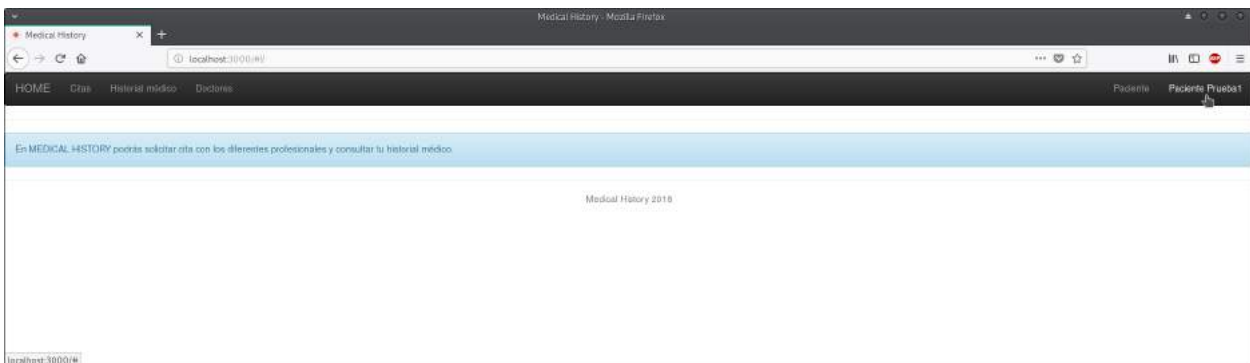 Medical History - Mozilla Firefox
Medical History
localhost:3000/#!/
HOME Citas Historial médico Doctores Paciente Paciente Prueba1
En MEDICAL HISTORY podrás solicitar cita con los diferentes profesionales y consultar tu historial médico.
Medical History 2018
localhost:3000/#